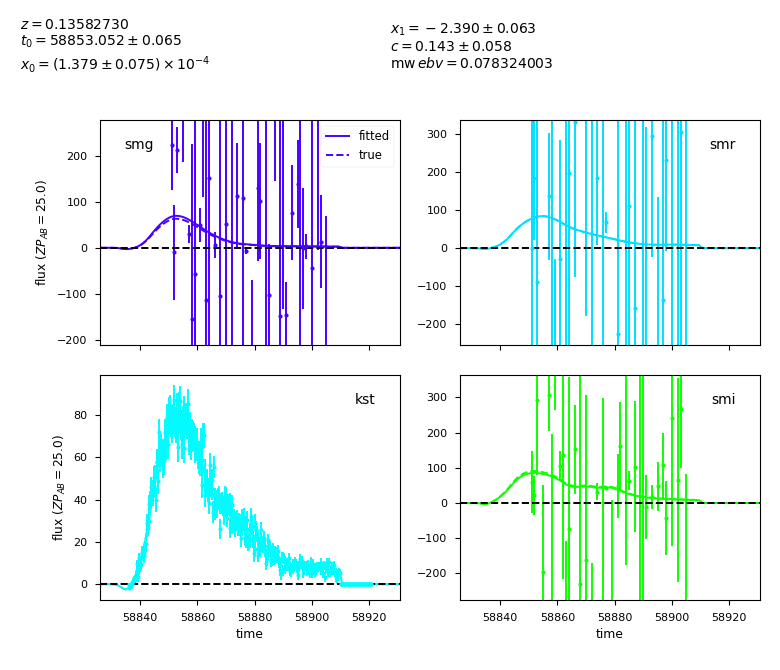 z = 0.13582730
t₀ = 58853.052 ± 0.065
x₀ = (1.379 ± 0.075) × 10⁻⁴
x₁ = −2.390 ± 0.063
c = 0.143 ± 0.058
mw ebv = 0.078324003
smg
fitted
true
200
100
0
−100
−200
flux (ZP_AB = 25.0)
smr
300
200
100
0
−100
−200
kst
80
60
40
20
0
flux (ZP_AB = 25.0)
58840 58860 58880 58900 58920
time
smi
300
200
100
0
−100
−200
58840 58860 58880 58900 58920
time